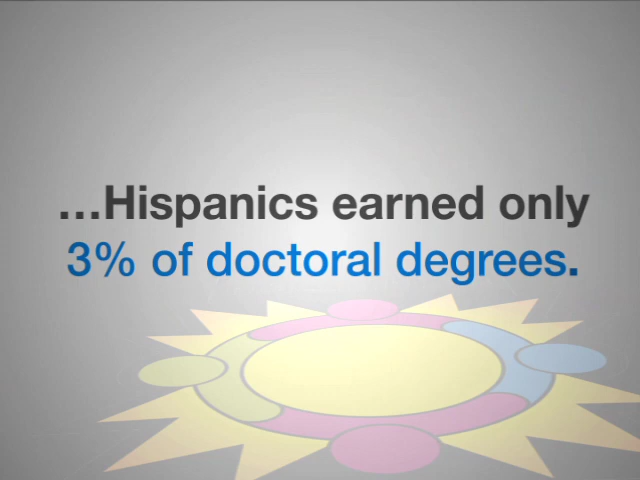 ...Hispanics earned only
3% of doctoral degrees.